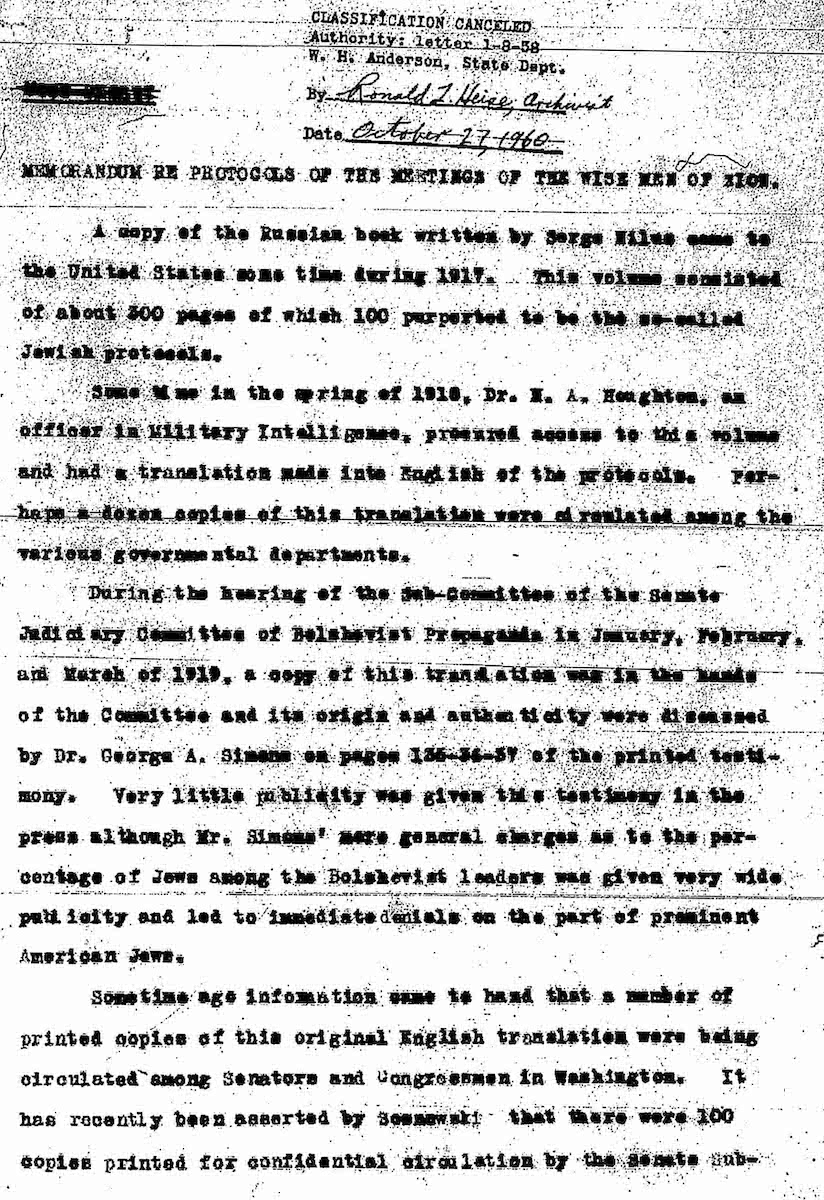 CLASSIFICATION CANCELED
Authority: letter 1-8-58
W. H. Anderson, State Dept.
By Ronald L. Heise, Archivist
Date October 27, 1960
MEMORANDUM RE PROTOCOLS OF THE MEETINGS OF THE WISE MEN OF ZION.
A copy of the Russian book written by Serge Nilus came to
the United States some time during 1917. This volume consisted
of about 300 pages of which 100 purported to be the so-called
Jewish protocols.
Some time in the spring of 1918, Dr. H. A. Houghton, an
officer in Military Intelligence, procured access to this volume
and had a translation made into English of the protocols. Per-
haps a dozen copies of this translation were circulated among the
various governmental departments.
During the hearing of the Sub-Committee of the Senate
Judiciary Committee of Bolshevist Propaganda in January, February,
and March of 1919, a copy of this translation was in the hands
of the Committee and its origin and authenticity were discussed
by Dr. George A. Simons on pages 135-36-37 of the printed testi-
mony. Very little publicity was given this testimony in the
press although Mr. Simons' more general charges as to the per-
centage of Jews among the Bolshevist leaders was given very wide
publicity and led to immediate denials on the part of prominent
American Jews.
Sometime ago infomation came to hand that a number of
printed copies of this original English translation were being
circulated among Senators and Congressmen in Washington. It
has recently been asserted by Sosnowski that there were 100
copies printed for confidential circulation by the Senate Sub-